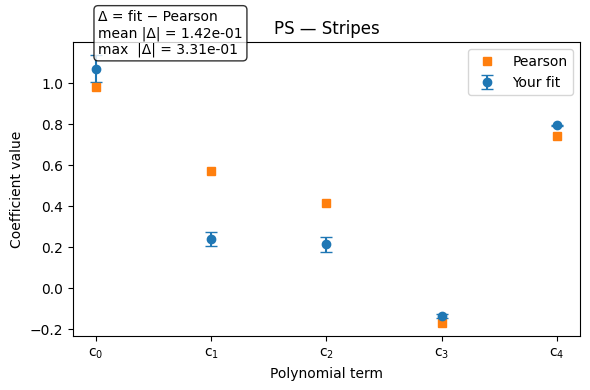 Δ = fit − Pearson
mean |Δ| = 1.42e-01
max |Δ| = 3.31e-01
PS — Stripes
Pearson
Your fit
Coefficient value
1.0
0.8
0.6
0.4
0.2
0.0
−0.2
c₀ c₁ c₂ c₃ c₄
Polynomial term